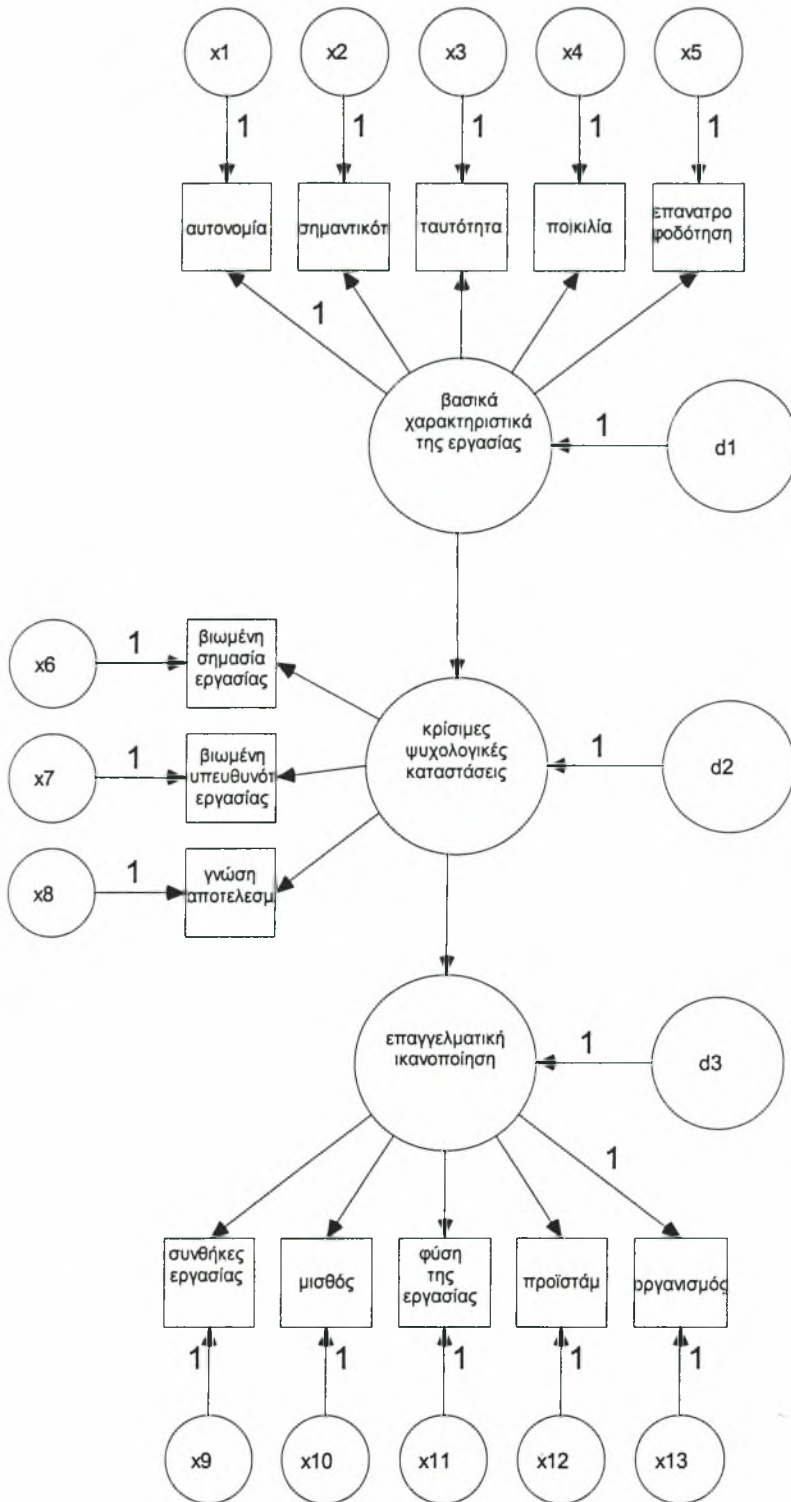 x1 x2 x3 x4 x5
1 1 1 1 1
αυτονομία σημαντικότ ταυτότητα ποικιλία επανατρο
φοδότηση
1
βασικά
χαρακτηριστικά
της εργασίας
1
d1
x6
1
βιωμένη
σημασία
εργασίας
x7
1
βιωμένη
υπευθυνότ
εργασίας
x8
1
γνώση
αποτελεσμ
κρίσιμες
ψυχολογικές
καταστάσεις
1
d2
επαγγελματική
ικανοποίηση
1
d3
1
συνθήκες
εργασίας
μισθός
φύση
της
εργασίας
προϊστάμ
οργανισμός
1 1 1 1 1
x9 x10 x11 x12 x13